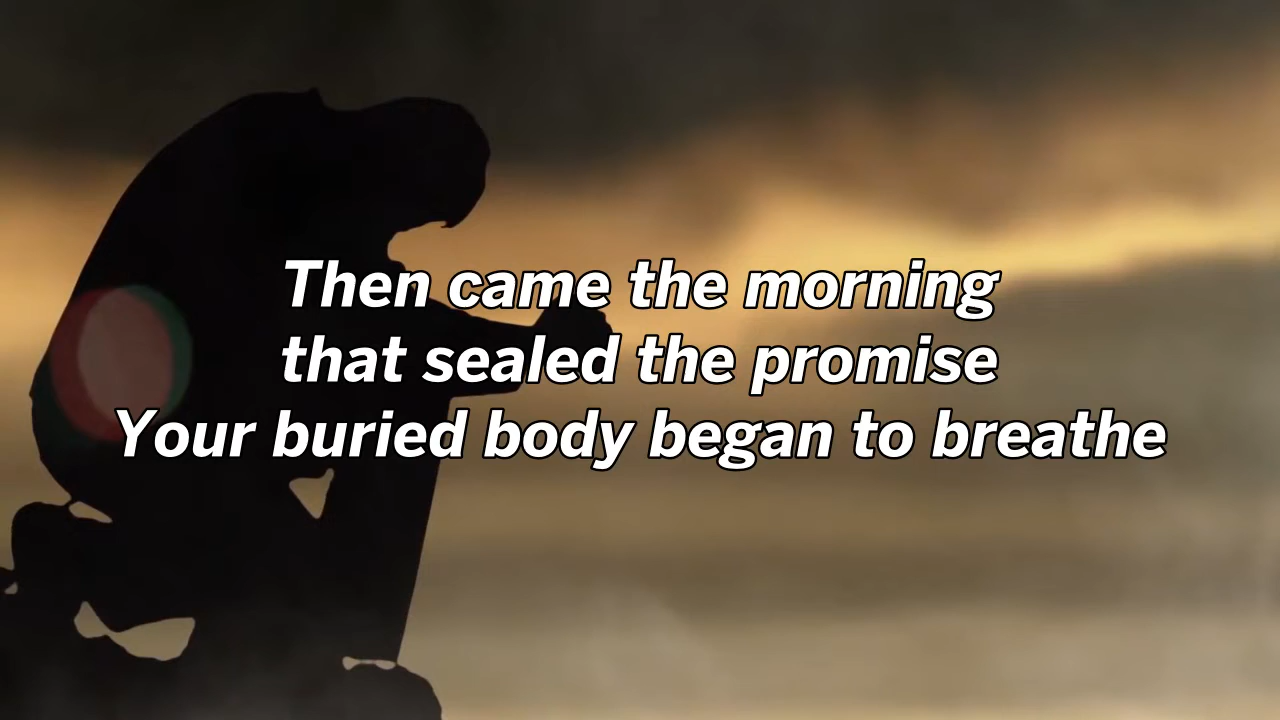 Then came the morning
that sealed the promise
Your buried body began to breathe